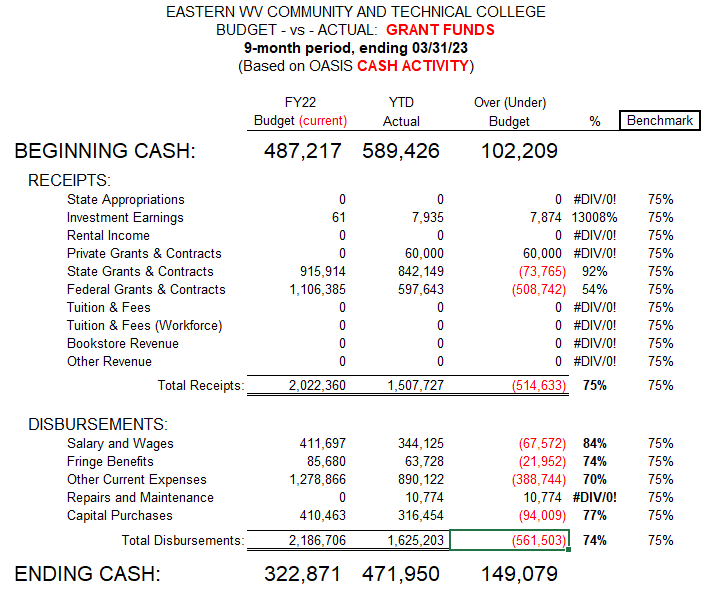 EASTERN WV COMMUNITY AND TECHNICAL COLLEGE
BUDGET - vs - ACTUAL: GRANT FUNDS
9-month period, ending 03/31/23
(Based on OASIS CASH ACTIVITY)
FY22 YTD Over (Under)
Budget (current) Actual Budget % Benchmark
BEGINNING CASH: 487,217 589,426 102,209
RECEIPTS:
State Appropriations 0 0 0 #DIV/0! 75%
Investment Earnings 61 7,935 7,874 13008% 75%
Rental Income 0 0 0 #DIV/0! 75%
Private Grants & Contracts 0 60,000 60,000 #DIV/0! 75%
State Grants & Contracts 915,914 842,149 (73,765) 92% 75%
Federal Grants & Contracts 1,106,385 597,643 (508,742) 54% 75%
Tuition & Fees 0 0 0 #DIV/0! 75%
Tuition & Fees (Workforce) 0 0 0 #DIV/0! 75%
Bookstore Revenue 0 0 0 #DIV/0! 75%
Other Revenue 0 0 0 #DIV/0! 75%
Total Receipts: 2,022,360 1,507,727 (514,633) 75% 75%
DISBURSEMENTS:
Salary and Wages 411,697 344,125 (67,572) 84% 75%
Fringe Benefits 85,680 63,728 (21,952) 74% 75%
Other Current Expenses 1,278,866 890,122 (388,744) 70% 75%
Repairs and Maintenance 0 10,774 10,774 #DIV/0! 75%
Capital Purchases 410,463 316,454 (94,009) 77% 75%
Total Disbursements: 2,186,706 1,625,203 (561,503) 74% 75%
ENDING CASH: 322,871 471,950 149,079